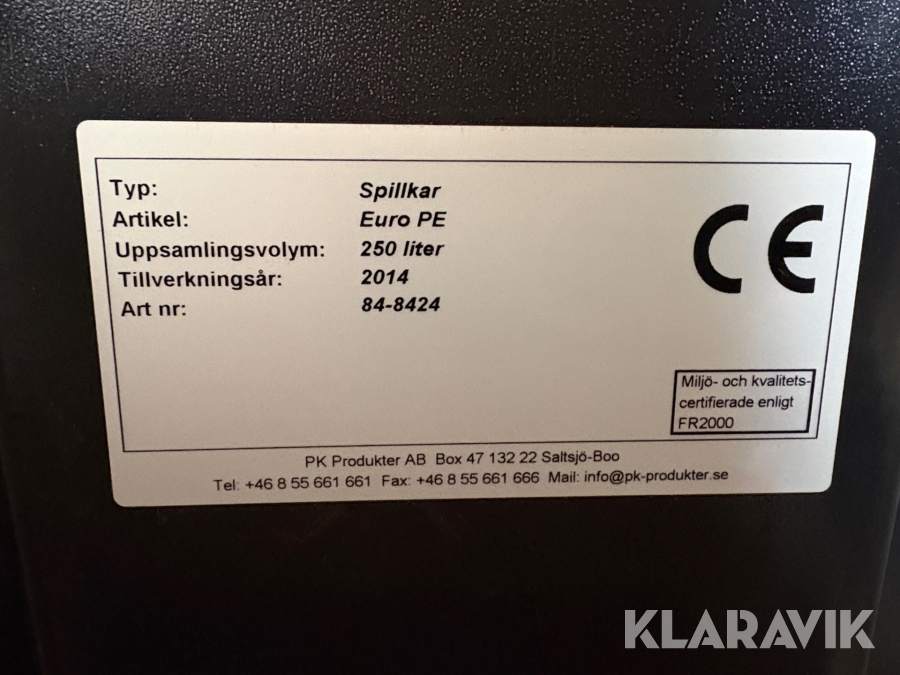 Typ: Spillkar
Artikel: Euro PE
Uppsamlingsvolym: 250 liter
Tillverkningsår: 2014
Art nr: 84-8424
CE
Miljö- och kvalitets-
certifierade enligt
FR2000
PK Produkter AB Box 47 132 22 Saltsjö-Boo
Tel: +46 8 55 661 661 Fax: +46 8 55 661 666 Mail: info@pk-produkter.se
KLARAVIK